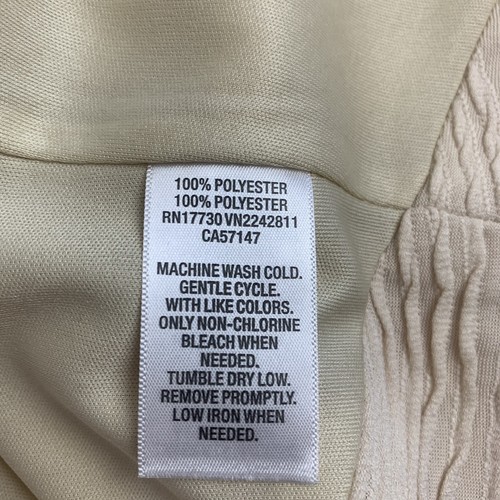 100% POLYESTER
100% POLYESTER
RN17730 VN2242811
CA57147
MACHINE WASH COLD.
GENTLE CYCLE.
WITH LIKE COLORS.
ONLY NON-CHLORINE
BLEACH WHEN
NEEDED.
TUMBLE DRY LOW.
REMOVE PROMPTLY.
LOW IRON WHEN
NEEDED.